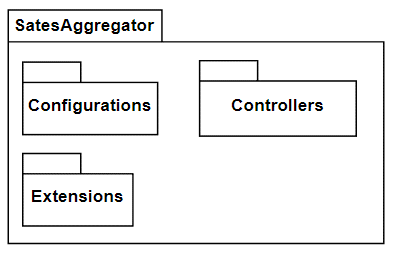 SatesAggregator
Configurations
Controllers
Extensions